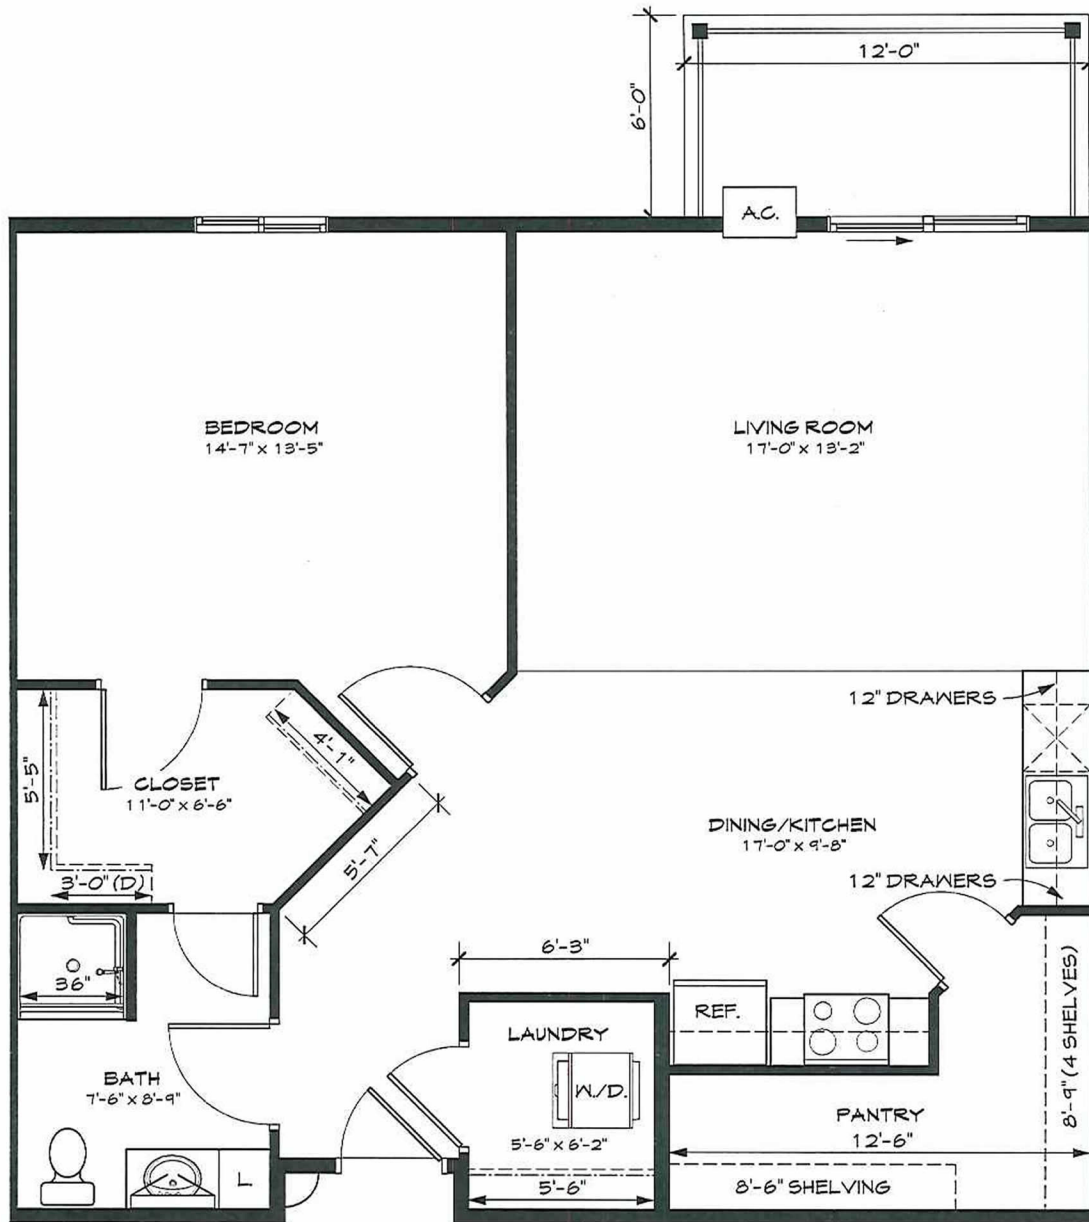 12'-0"
6'-0"
A.C.
BEDROOM
14'-7" x 13'-5"
LIVING ROOM
17'-0" x 13'-2"
12" DRAWERS
4'-1"
5'-5"
CLOSET
11'-0" x 6'-6"
DINING/KITCHEN
17'-0" x 9'-8"
5'-7"
3'-0" (D)
12" DRAWERS
6'-3"
36"
REF.
8'-9" (4 SHELVES)
LAUNDRY
BATH
7'-6" x 8'-9"
W./D.
PANTRY
12'-6"
5'-6" x 6'-2"
L
5'-6"
8'-6" SHELVING